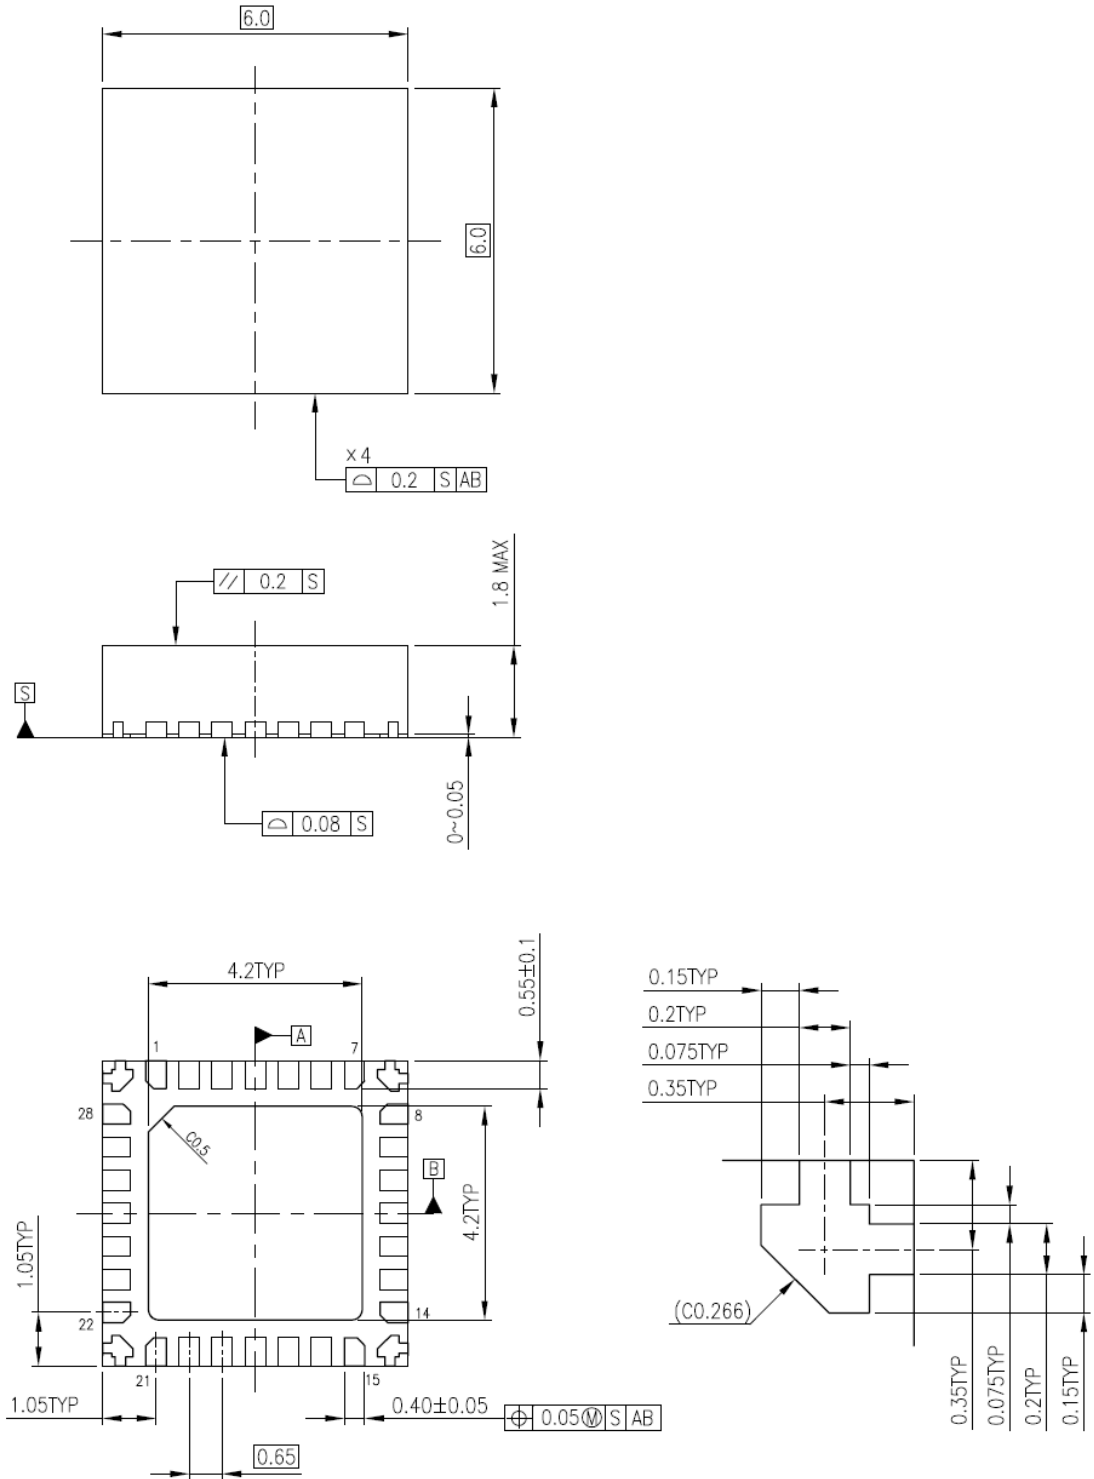 6.0
6.0
×4
⌓ 0.2 S AB
1.8 MAX
// 0.2 S
S
0~0.05
⌓ 0.08 S
4.2TYP
0.55±0.1
A
1
7
28
8
C0.5
B
4.2TYP
1.05TYP
22
14
21
15
1.05TYP
0.40±0.05
⌖ 0.05Ⓜ S AB
0.65
0.15TYP
0.2TYP
0.075TYP
0.35TYP
(C0.266)
0.35TYP
0.075TYP
0.2TYP
0.15TYP